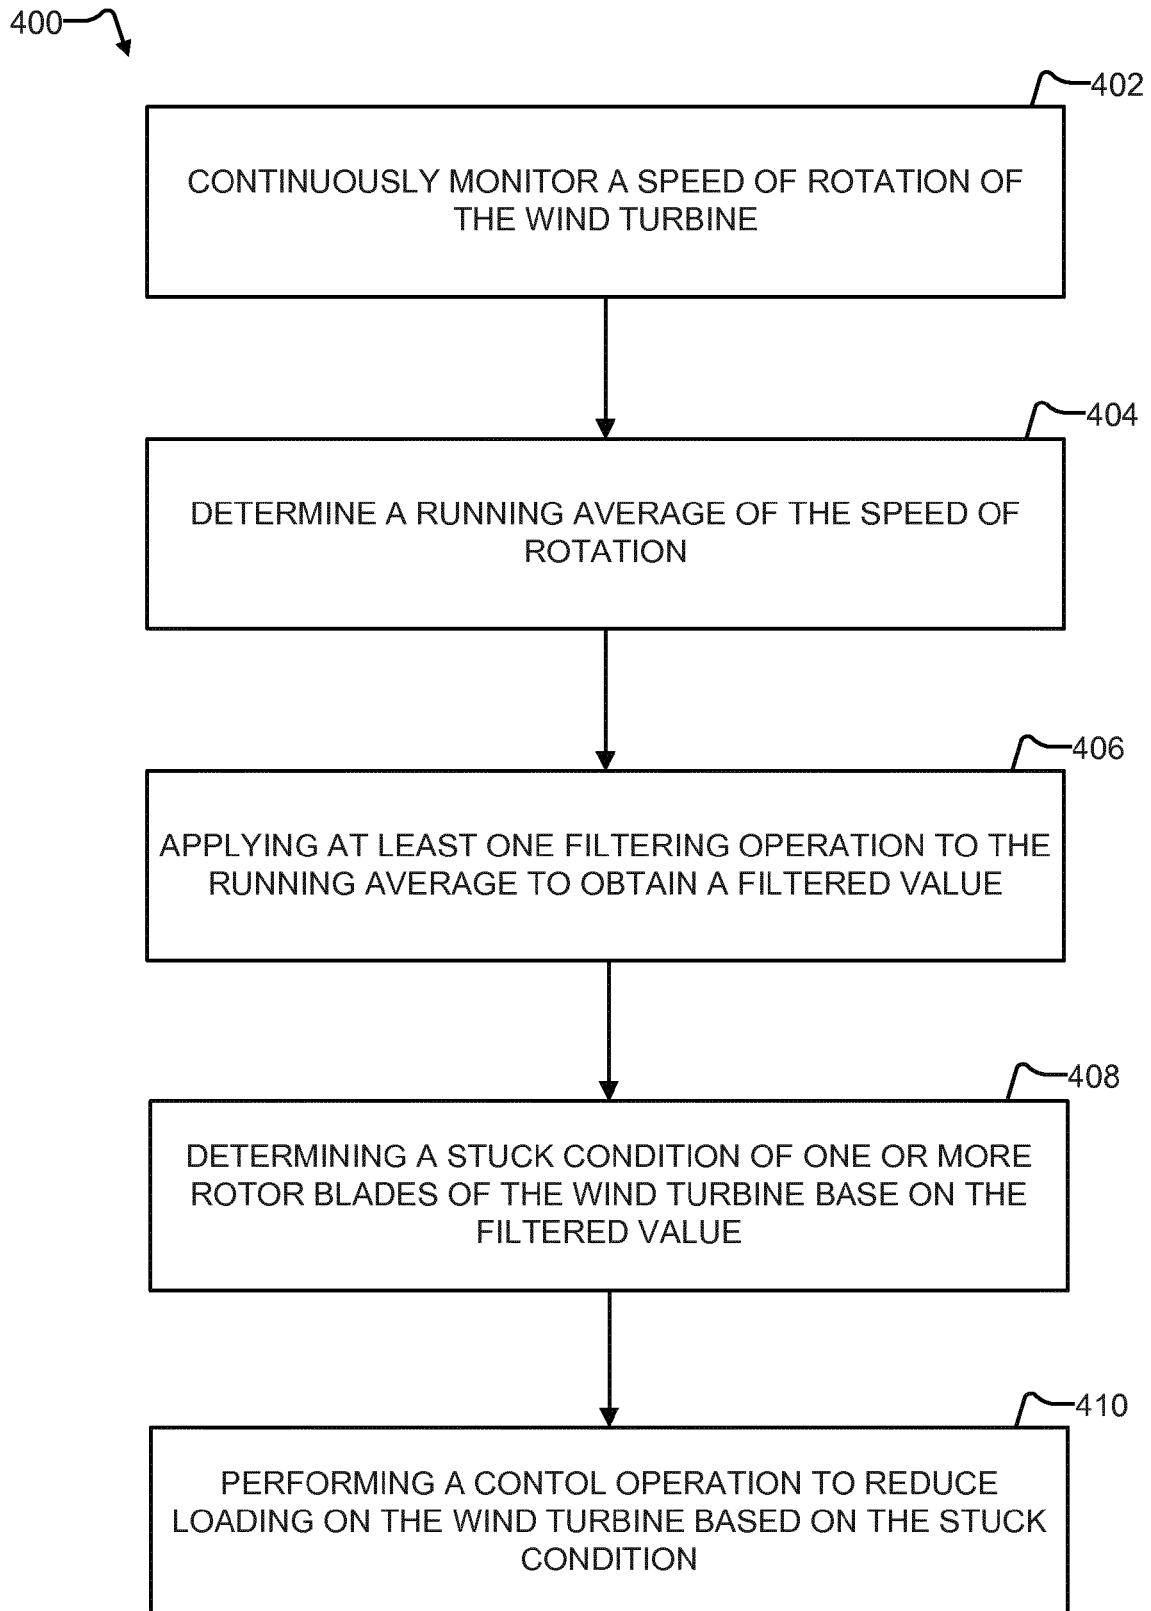 400
402
CONTINUOUSLY MONITOR A SPEED OF ROTATION OF
THE WIND TURBINE
404
DETERMINE A RUNNING AVERAGE OF THE SPEED OF
ROTATION
406
APPLYING AT LEAST ONE FILTERING OPERATION TO THE
RUNNING AVERAGE TO OBTAIN A FILTERED VALUE
408
DETERMINING A STUCK CONDITION OF ONE OR MORE
ROTOR BLADES OF THE WIND TURBINE BASE ON THE
FILTERED VALUE
410
PERFORMING A CONTOL OPERATION TO REDUCE
LOADING ON THE WIND TURBINE BASED ON THE STUCK
CONDITION